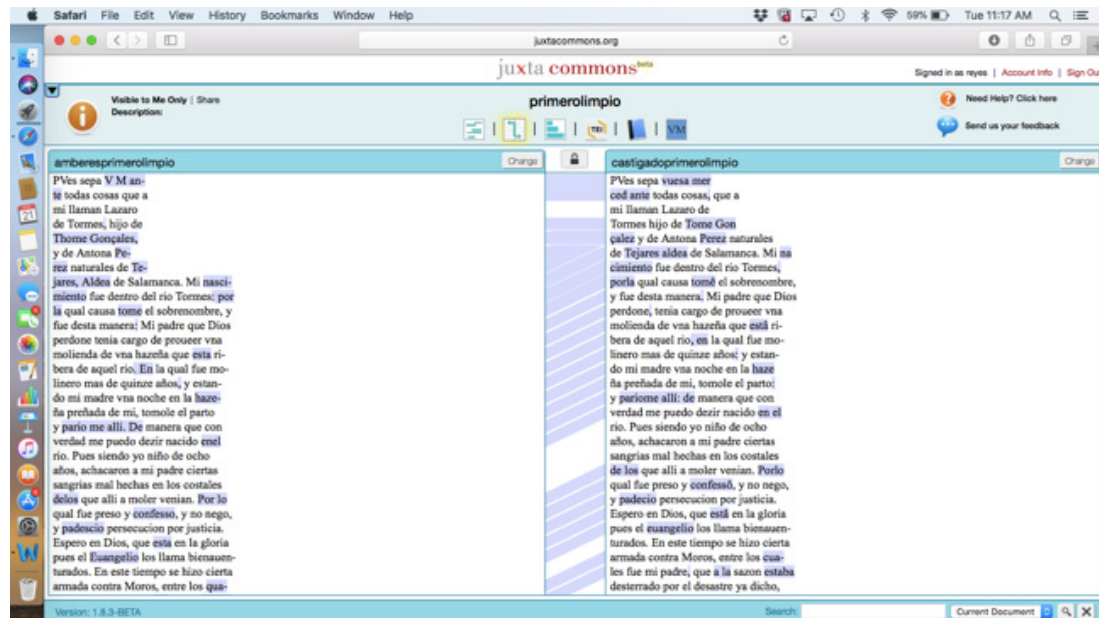 Safari File Edit View History Bookmarks Window Help 59% Tue 11:17 AM
juxtacommons.org
juxta commons beta
Signed in as reyes | Account Info | Sign Ou
Visible to Me Only | Share
Description:
primerolimpio
Need Help? Click here
Send us your feedback
TEI
VM
21
amberesprimerolimpio Change
PVes sepa V M an-
te todas cosas que a
mi llaman Lazaro
de Tormes, hijo de
Thome Gonçales,
y de Antona Pe-
rez naturales de Te-
jares, Aldea de Salamanca. Mi nasci-
miento fue dentro del rio Tormes: por
la qual causa tome el sobrenombre, y
fue desta manera: Mi padre que Dios
perdone tenia cargo de proueer vna
molienda de vna hazeña que esta ri-
bera de aquel rio. En la qual fue mo-
linero mas de quinze años, y estan-
do mi madre vna noche en la haze-
ña preñada de mi, tomole el parto
y pario me alli. De manera que con
verdad me puedo dezir nacido enel
rio. Pues siendo yo niño de ocho
años, achacaron a mi padre ciertas
sangrias mal hechas en los costales
delos que alli a moler venian. Por lo
qual fue preso y confesso, y no nego,
y padescio persecucion por justicia.
Espero en Dios, que esta en la gloria
pues el Euangelio los llama bienauen-
turados. En este tiempo se hizo cierta
armada contra Moros, entre los qua-
castigadoprimerolimpio Change
PVes sepa vuesa mer
ced ante todas cosas, que a
mi llaman Lazaro de
Tormes hijo de Tome Gon
çalez y de Antona Perez naturales
de Tejares aldea de Salamanca. Mi na
cimiento fue dentro del rio Tormes,
porla qual causa tomê el sobrenombre,
y fue desta manera. Mi padre que Dios
perdone, tenia cargo de proueer vna
molienda de vna hazeña que estâ ri-
bera de aquel rio, en la qual fue mo-
linero mas de quinze años: y estan-
do mi madre vna noche en la haze
ña preñada de mi, tomole el parto:
y pariome alli: de manera que con
verdad me puedo dezir nacido en el
rio. Pues siendo yo niño de ocho
años, achacaron a mi padre ciertas
sangrias mal hechas en los costales
de los que alli a moler venian. Porlo
qual fue preso y confessô, y no nego,
y padecio persecucion por justicia.
Espero en Dios, que estâ en la gloria
pues el euangelio los llama bienauen-
turados. En este tiempo se hizo cierta
armada contra Moros, entre los cua-
les fue mi padre, que a la sazon estaba
desterrado por el desastre ya dicho,
Version: 1.8.3-BETA
Search: Current Document